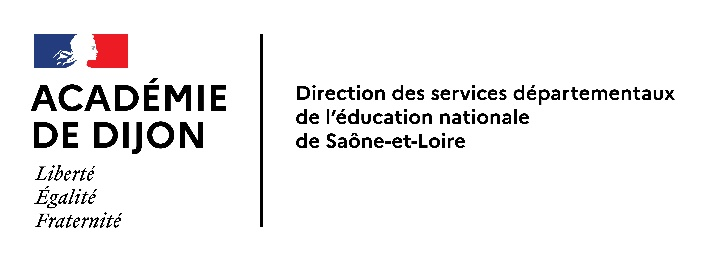 ACADÉMIE
DE DIJON
Liberté
Égalité
Fraternité
Direction des services départementaux
de l’éducation nationale
de Saône-et-Loire